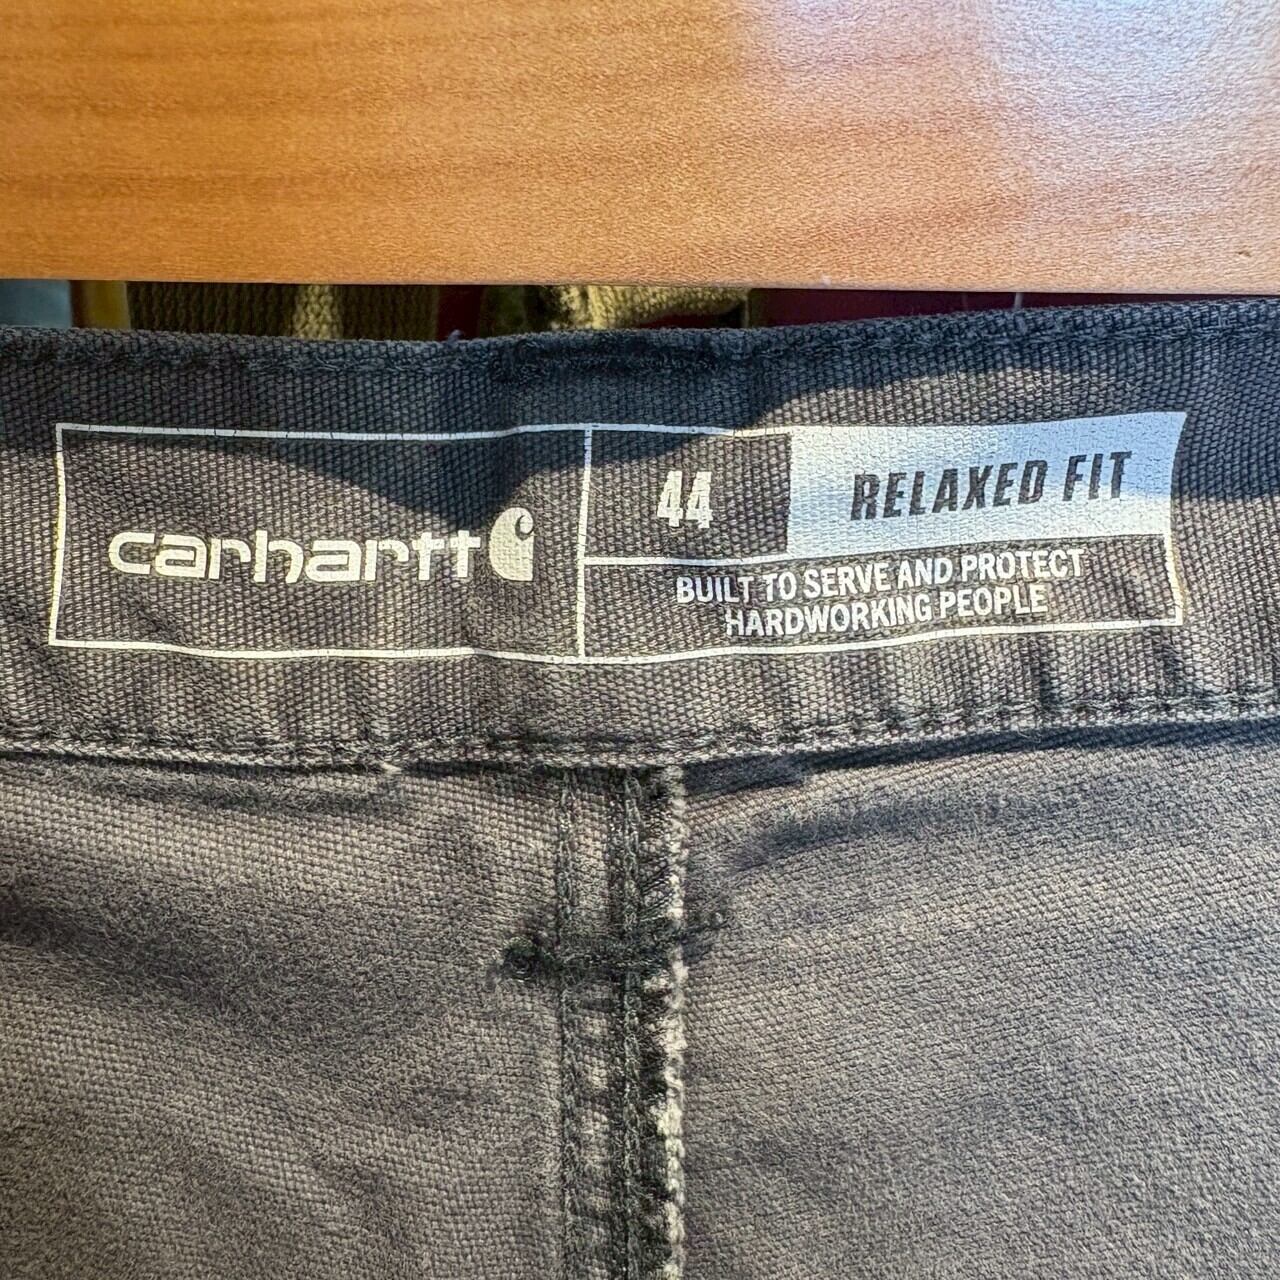 carhartt
44
RELAXED FIT
BUILT TO SERVE AND PROTECT
HARDWORKING PEOPLE